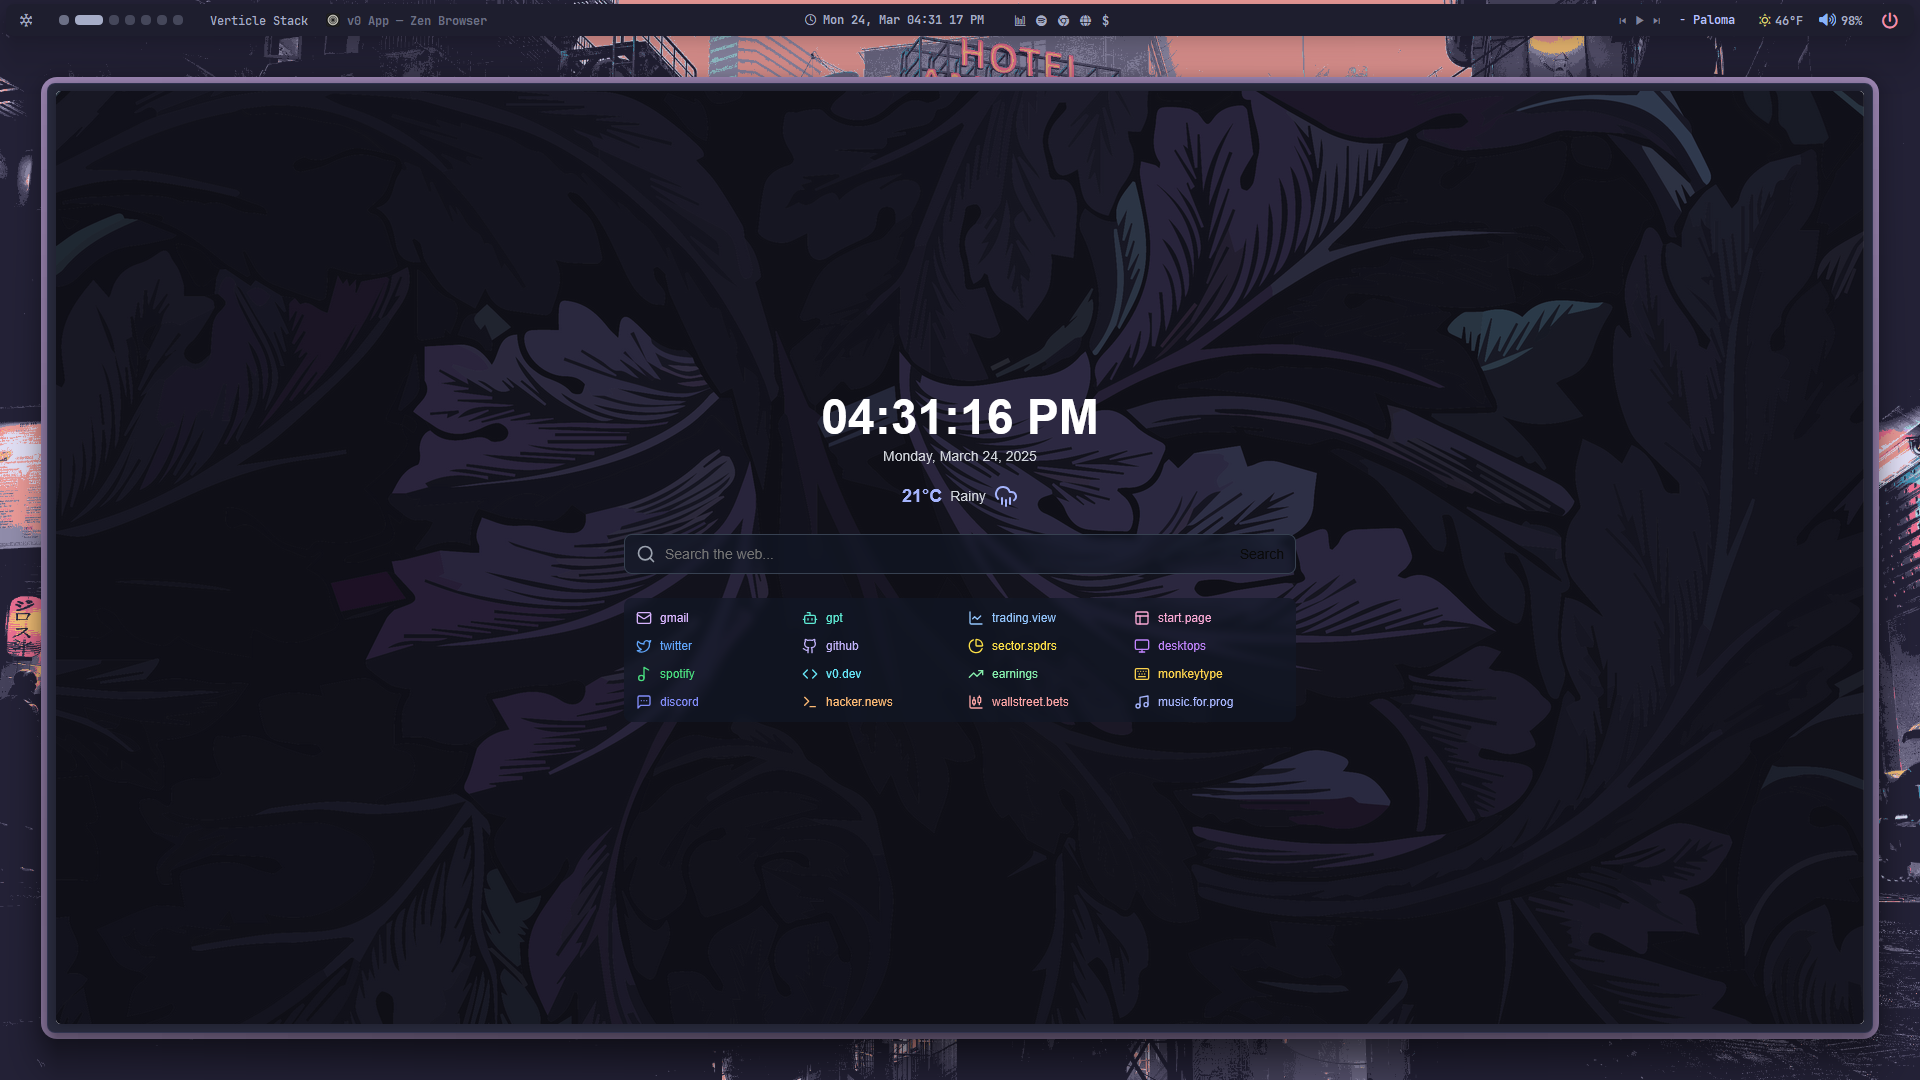 Verticle Stack
v0 App — Zen Browser
Mon 24, Mar 04:31 17 PM
$
- Paloma
46°F
98%
HOTEL
04:31:16 PM
Monday, March 24, 2025
21°C Rainy
Search the web...
Search
gmail
gpt
trading.view
start.page
twitter
github
sector.spdrs
desktops
spotify
v0.dev
earnings
monkeytype
discord
hacker.news
wallstreet.bets
music.for.prog